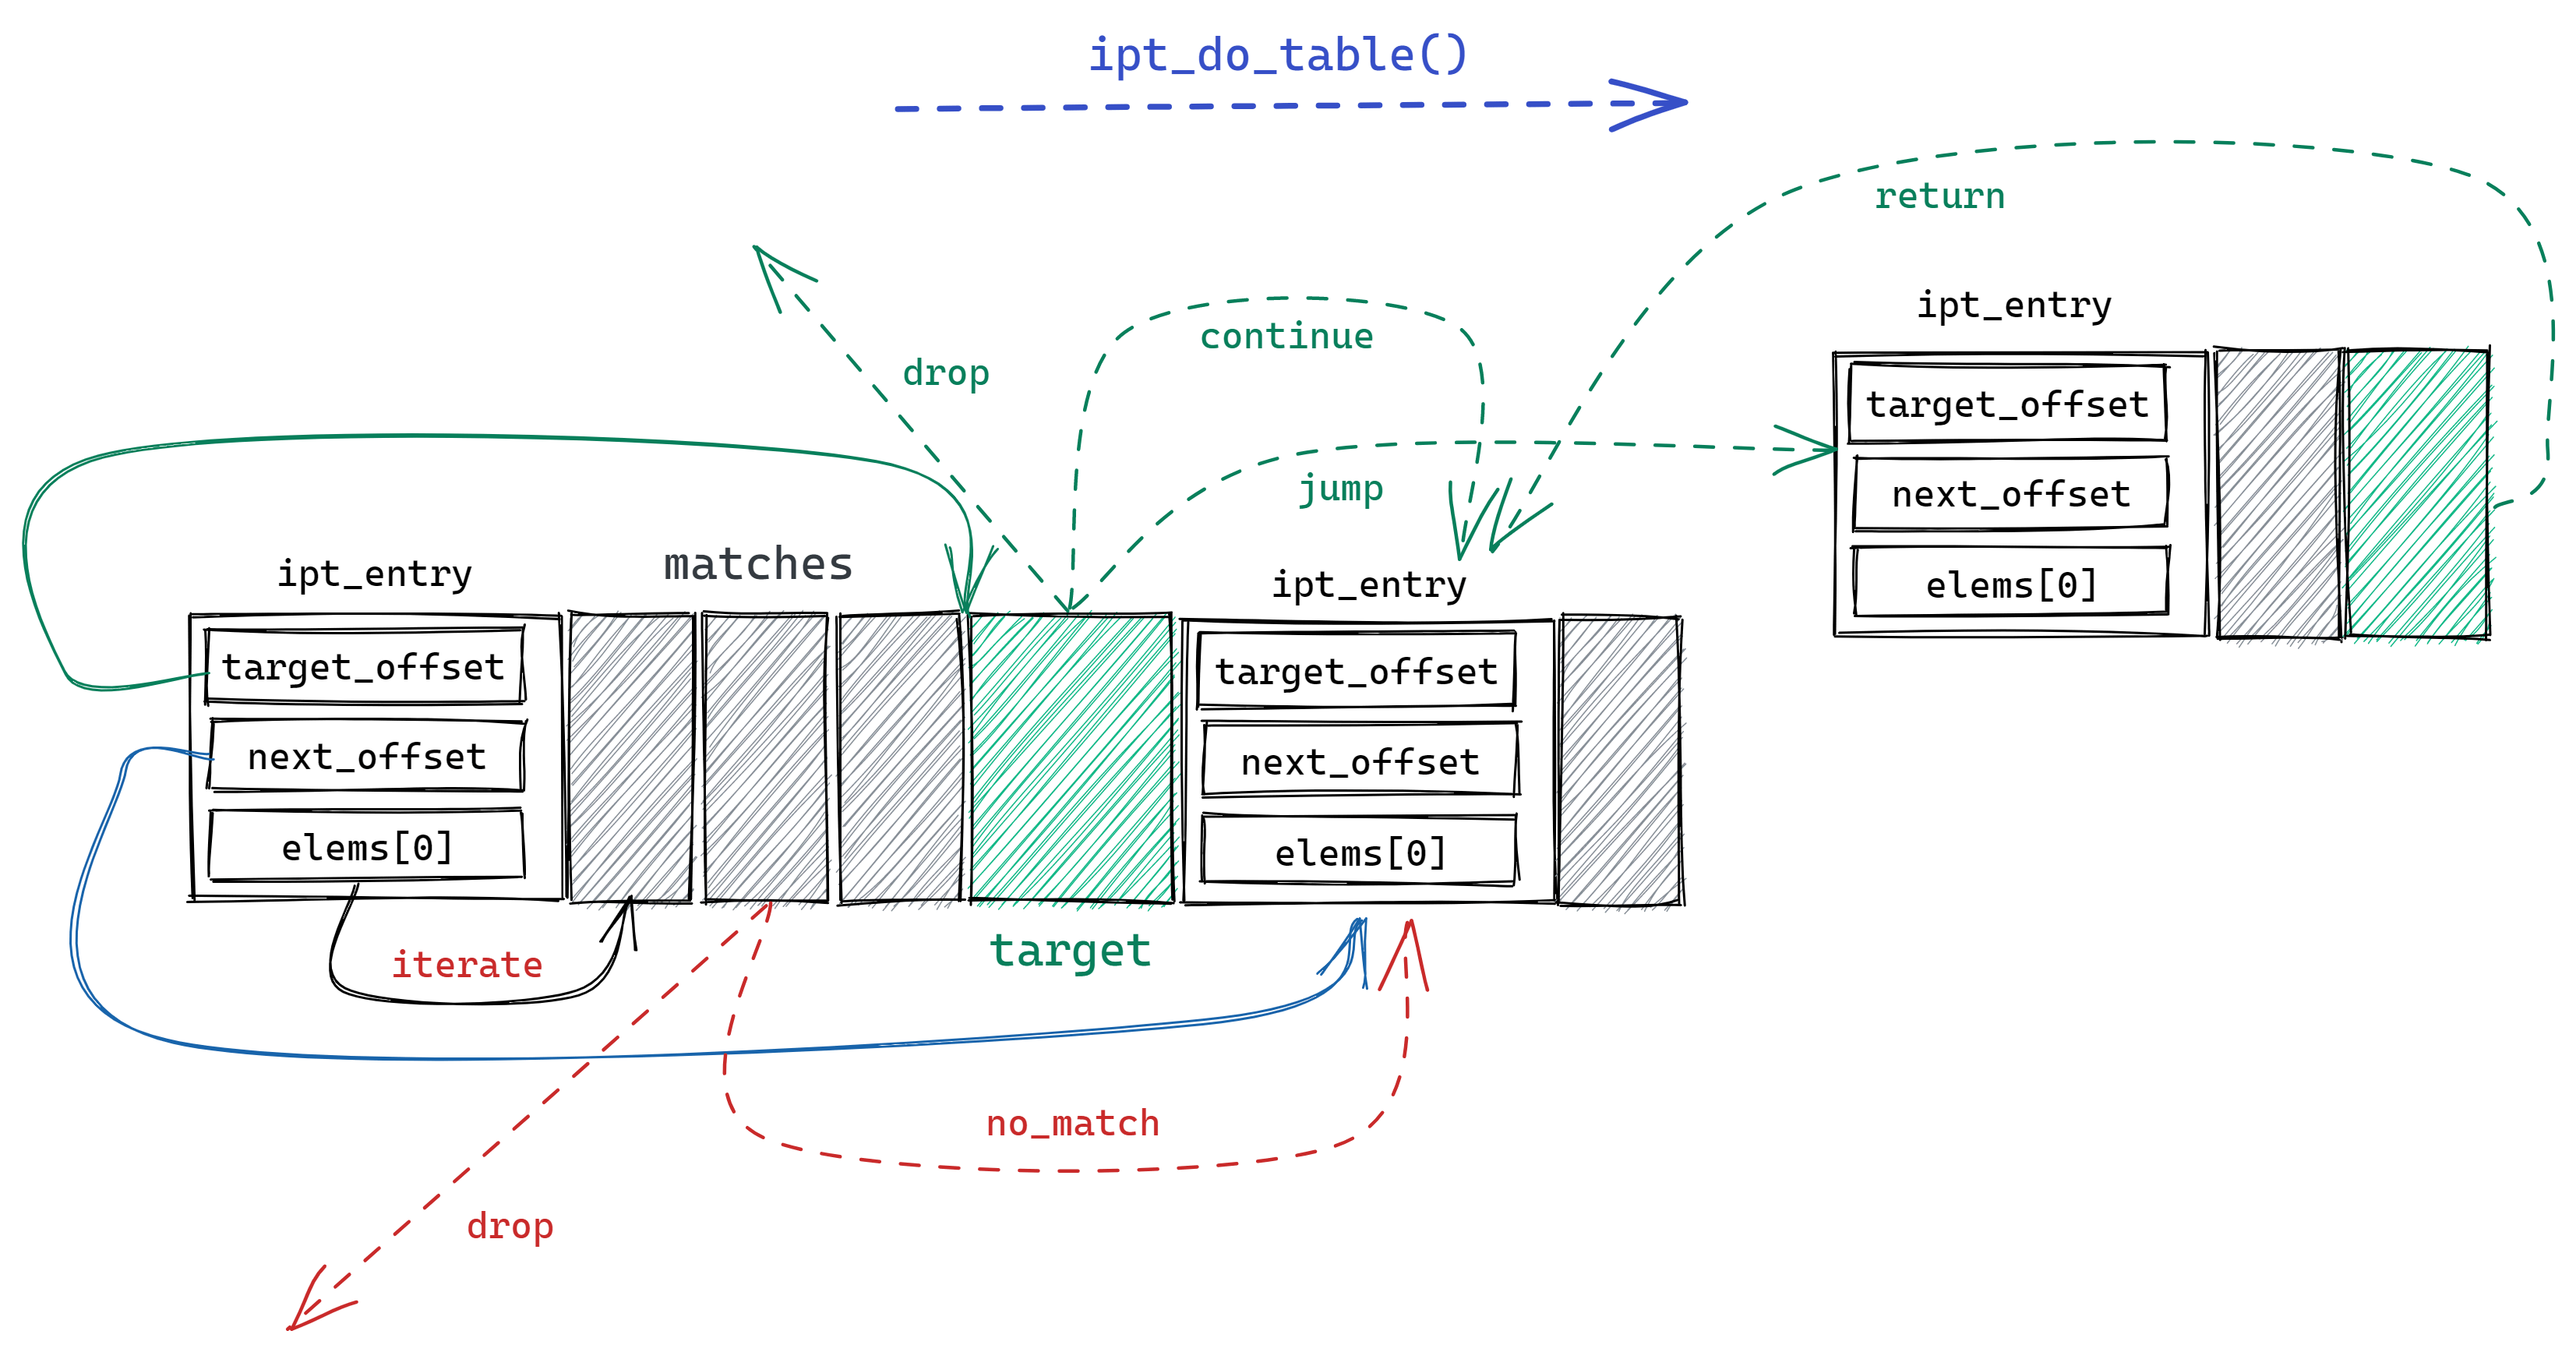 ipt_do_table()
return
ipt_entry
continue
drop
target_offset
jump
next_offset
elems[0]
ipt_entry
matches
ipt_entry
target_offset
next_offset
elems[0]
target_offset
next_offset
elems[0]
iterate
target
no_match
drop